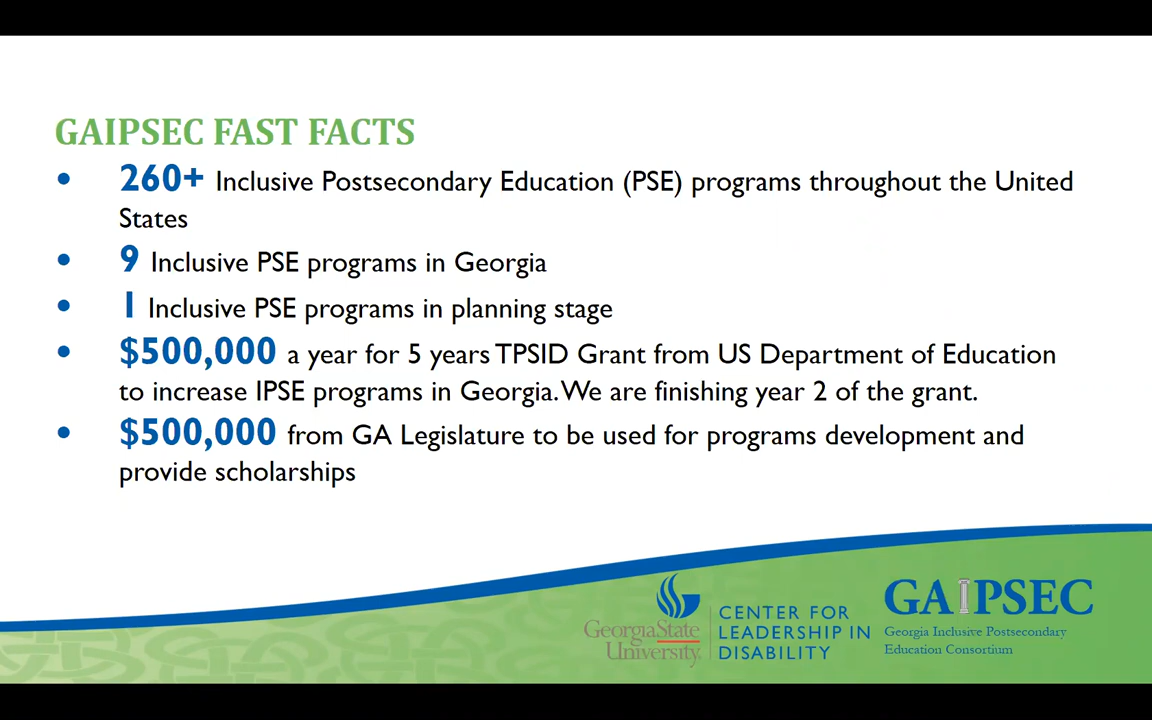 GAIPSEC FAST FACTS
• 260+ Inclusive Postsecondary Education (PSE) programs throughout the United
States
• 9 Inclusive PSE programs in Georgia
• 1 Inclusive PSE programs in planning stage
• $500,000 a year for 5 years TPSID Grant from US Department of Education
to increase IPSE programs in Georgia. We are finishing year 2 of the grant.
• $500,000 from GA Legislature to be used for programs development and
provide scholarships
GeorgiaState
University.
CENTER FOR
LEADERSHIP IN
DISABILITY
GAIPSEC
Georgia Inclusive Postsecondary
Education Consortium